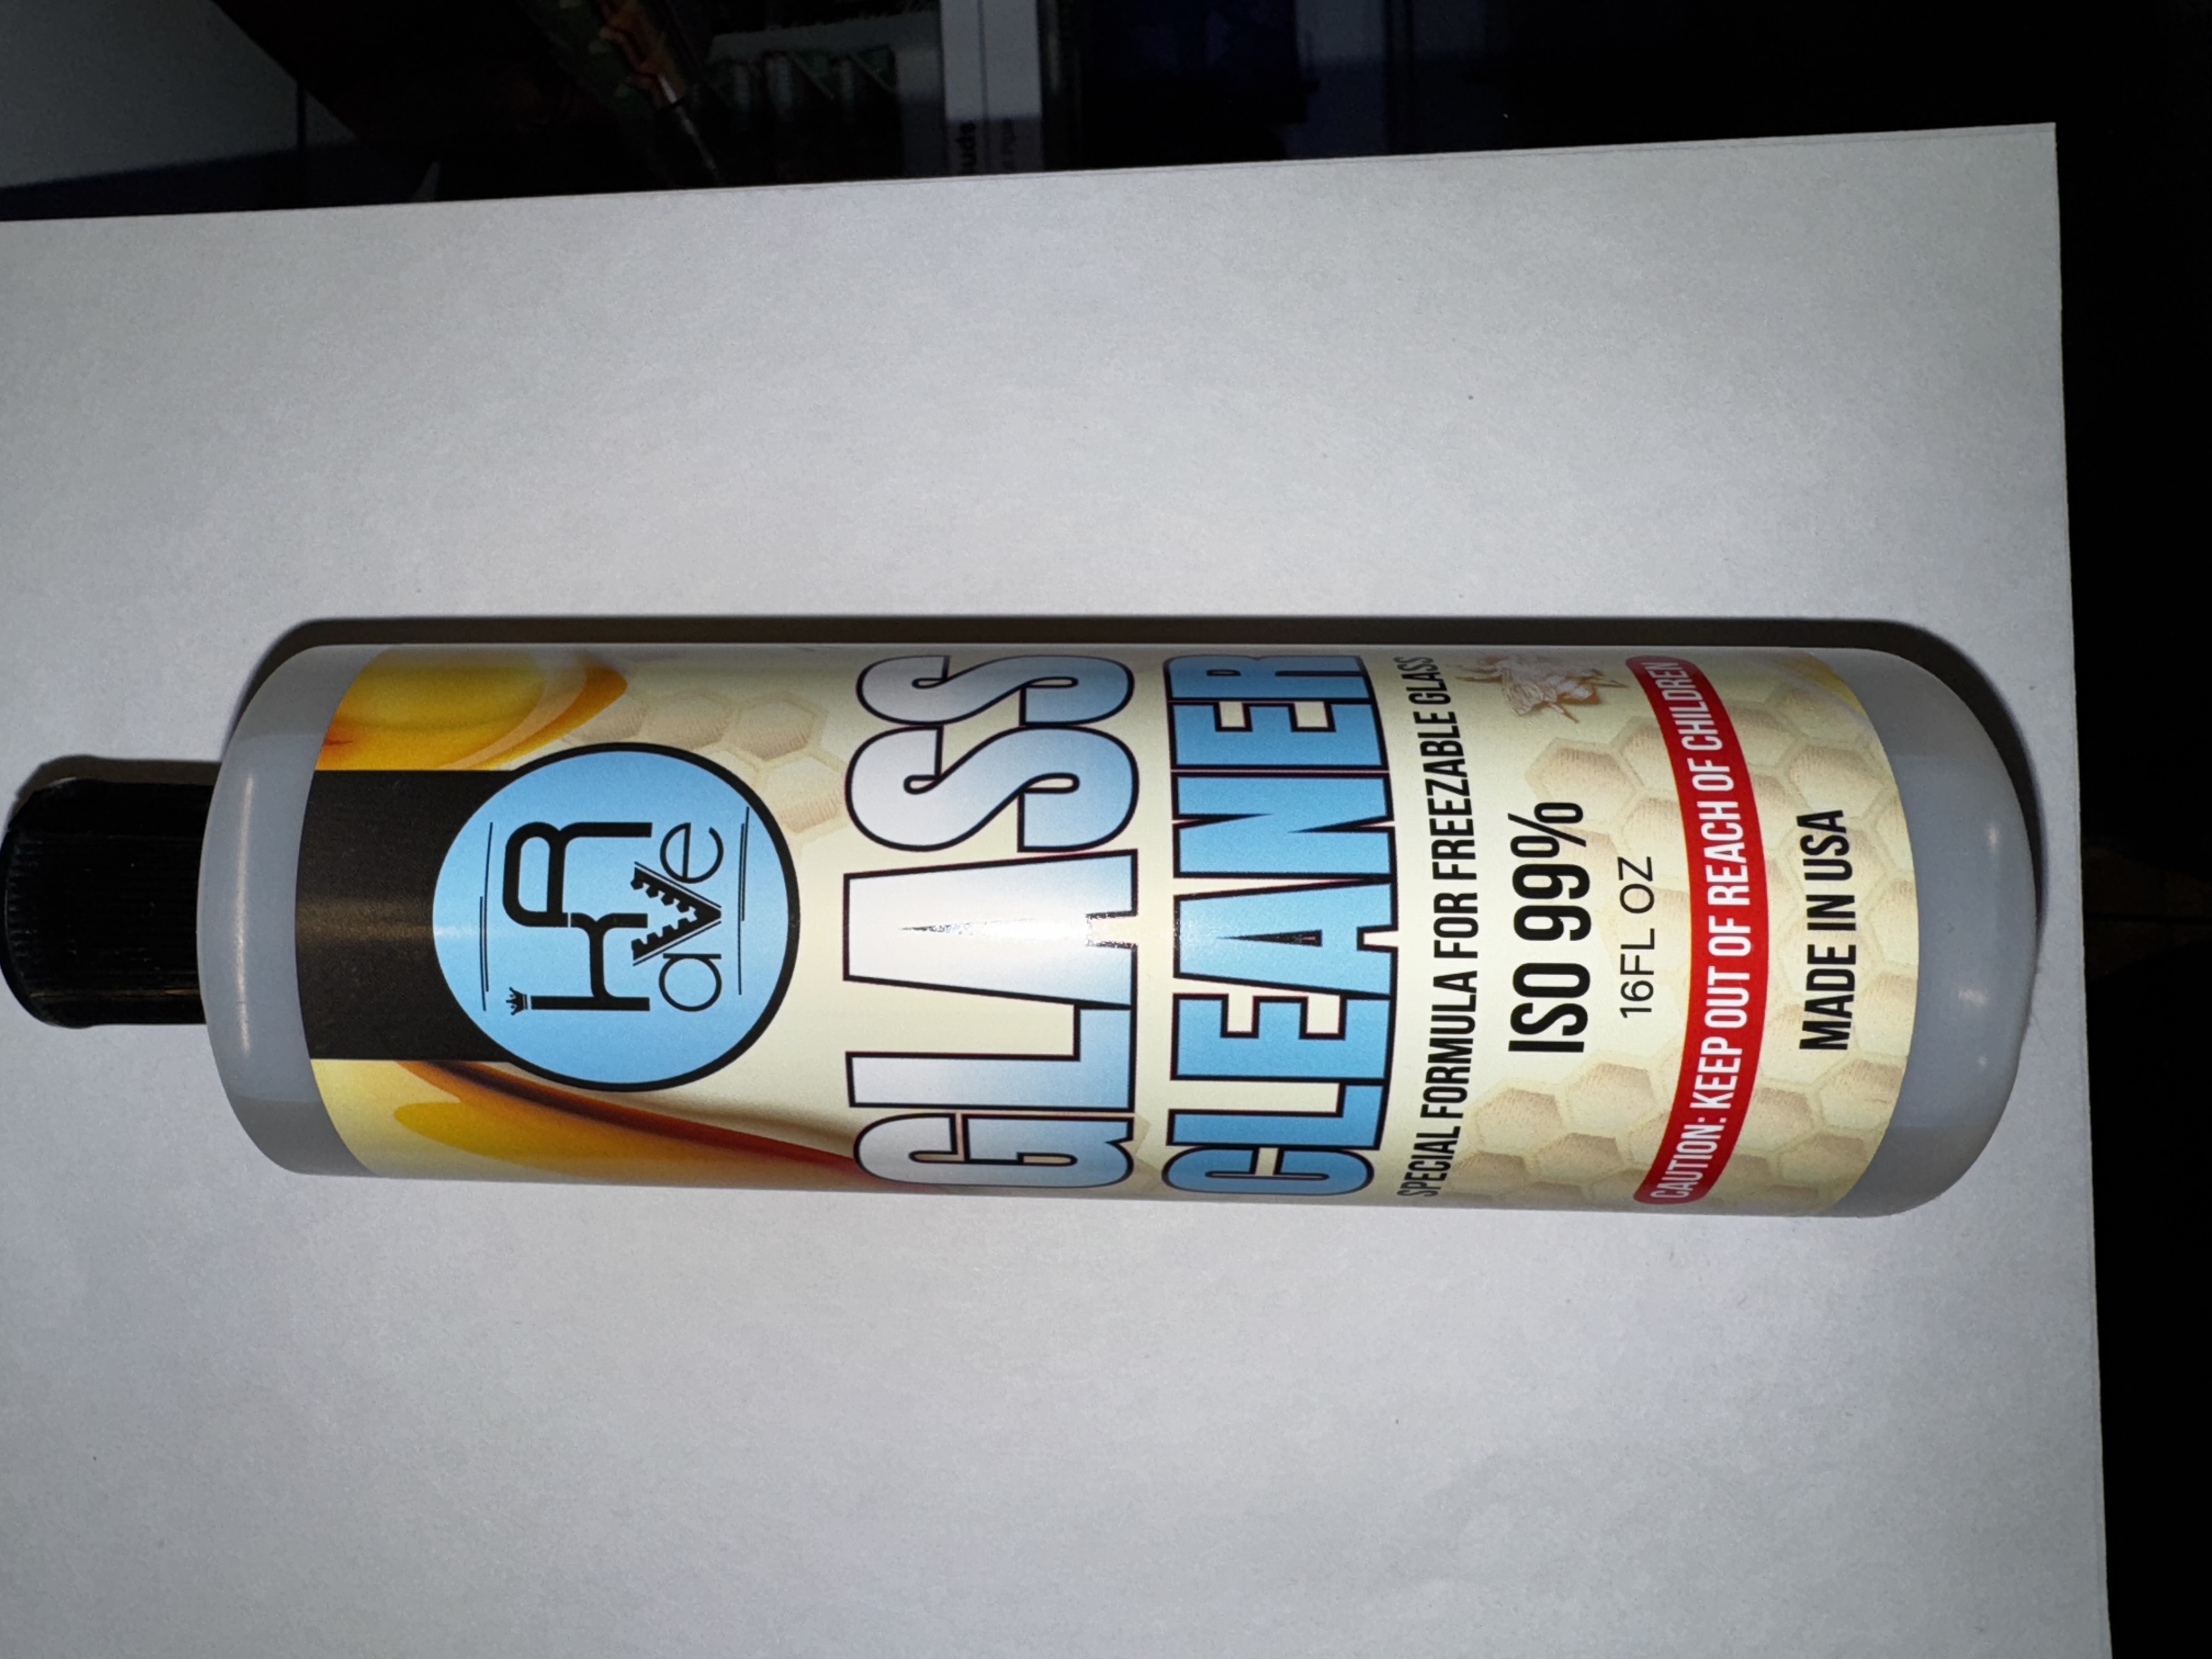 KR
ave
GLASS
CLEANER
SPECIAL FORMULA FOR FREEZABLE GLASS
ISO 99%
16FL OZ
CAUTION: KEEP OUT OF REACH OF CHILDREN
MADE IN USA